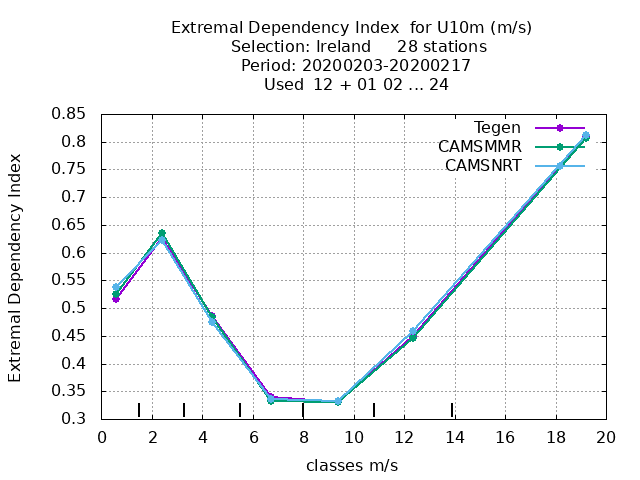 Extremal Dependency Index  for U10m (m/s)
Selection: Ireland     28 stations
Period: 20200203-20200217
Used  12 + 01 02 ... 24
Extremal Dependency Index
0.85
0.8
0.75
0.7
0.65
0.6
0.55
0.5
0.45
0.4
0.35
0.3
Tegen
CAMSMMR
CAMSNRT
0 2 4 6 8 10 12 14 16 18 20
classes m/s